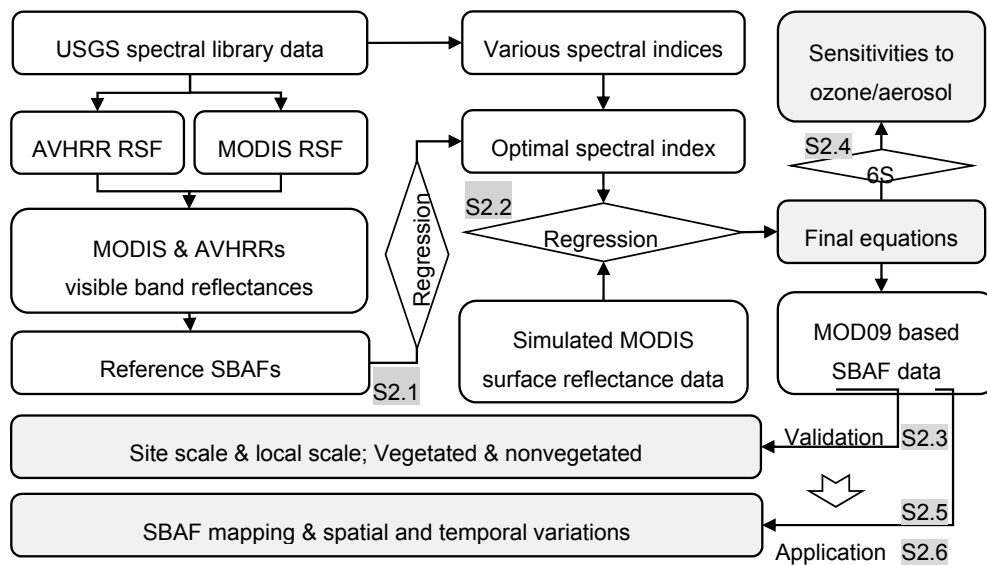 USGS spectral library data
Various spectral indices
Sensitivities to
ozone/aerosol
AVHRR RSF
MODIS RSF
Optimal spectral index
S2.4
6S
Regression
S2.2
Regression
MODIS & AVHRRs
visible band reflectances
Final equations
Reference SBAFs
S2.1
Simulated MODIS
surface reflectance data
MOD09 based
SBAF data
Site scale & local scale; Vegetated & nonvegetated
Validation S2.3
SBAF mapping & spatial and temporal variations
S2.5
Application S2.6